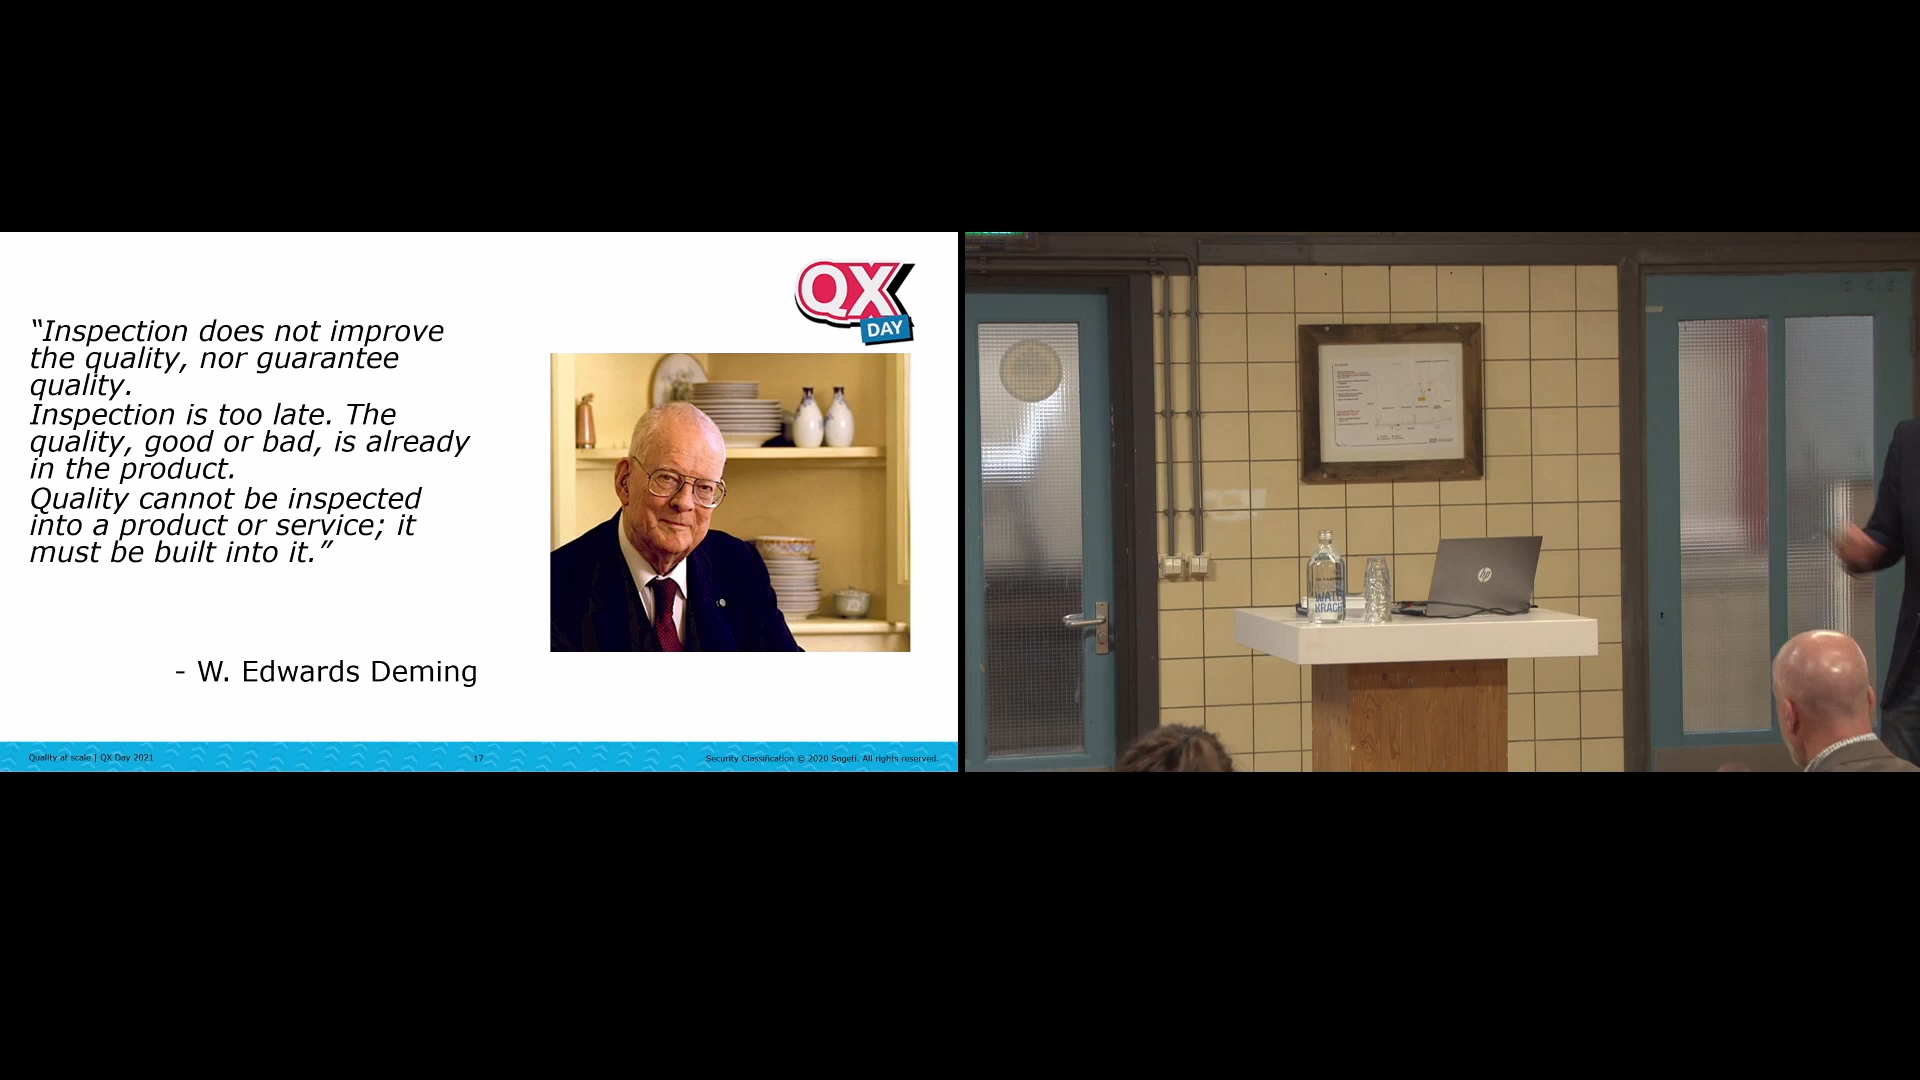 QX
DAY
“Inspection does not improve
the quality, nor guarantee
quality.
Inspection is too late. The
quality, good or bad, is already
in the product.
Quality cannot be inspected
into a product or service; it
must be built into it.”
- W. Edwards Deming
Quality at scale | QX Day 2021
17
Security Classification © 2020 Sogeti. All rights reserved.
hp